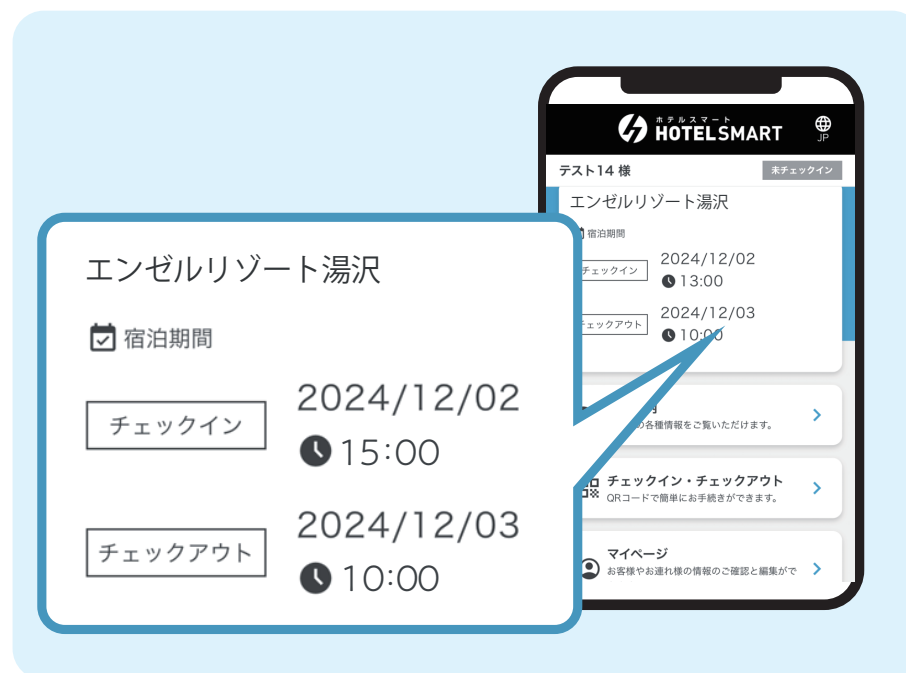 ホテルスマート
HOTELSMART
JP
テスト14 様
未チェックイン
エンゼルリゾート湯沢
宿泊期間
チェックイン
2024/12/02
13:00
チェックアウト
2024/12/03
10:00
の各種情報をご覧いただけます。
チェックイン・チェックアウト
QRコードで簡単にお手続きができます。
マイページ
お客様やお連れ様の情報のご確認と編集がで
エンゼルリゾート湯沢
宿泊期間
チェックイン
2024/12/02
15:00
チェックアウト
2024/12/03
10:00